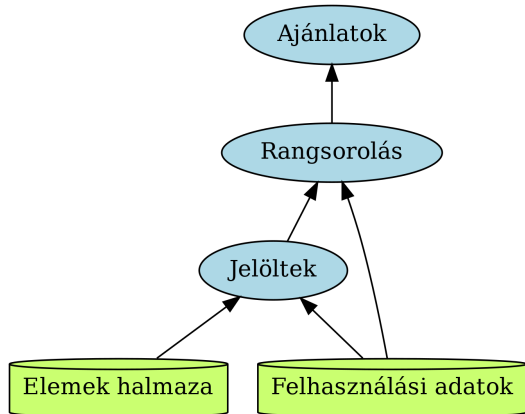 Ajánlatok
Rangsorolás
Jelöltek
Elemek halmaza
Felhasználási adatok